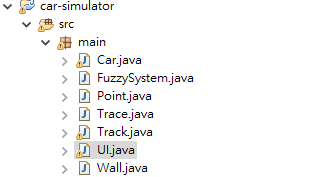 car-simulator
src
main
Car.java
FuzzySystem.java
Point.java
Trace.java
Track.java
UI.java
Wall.java